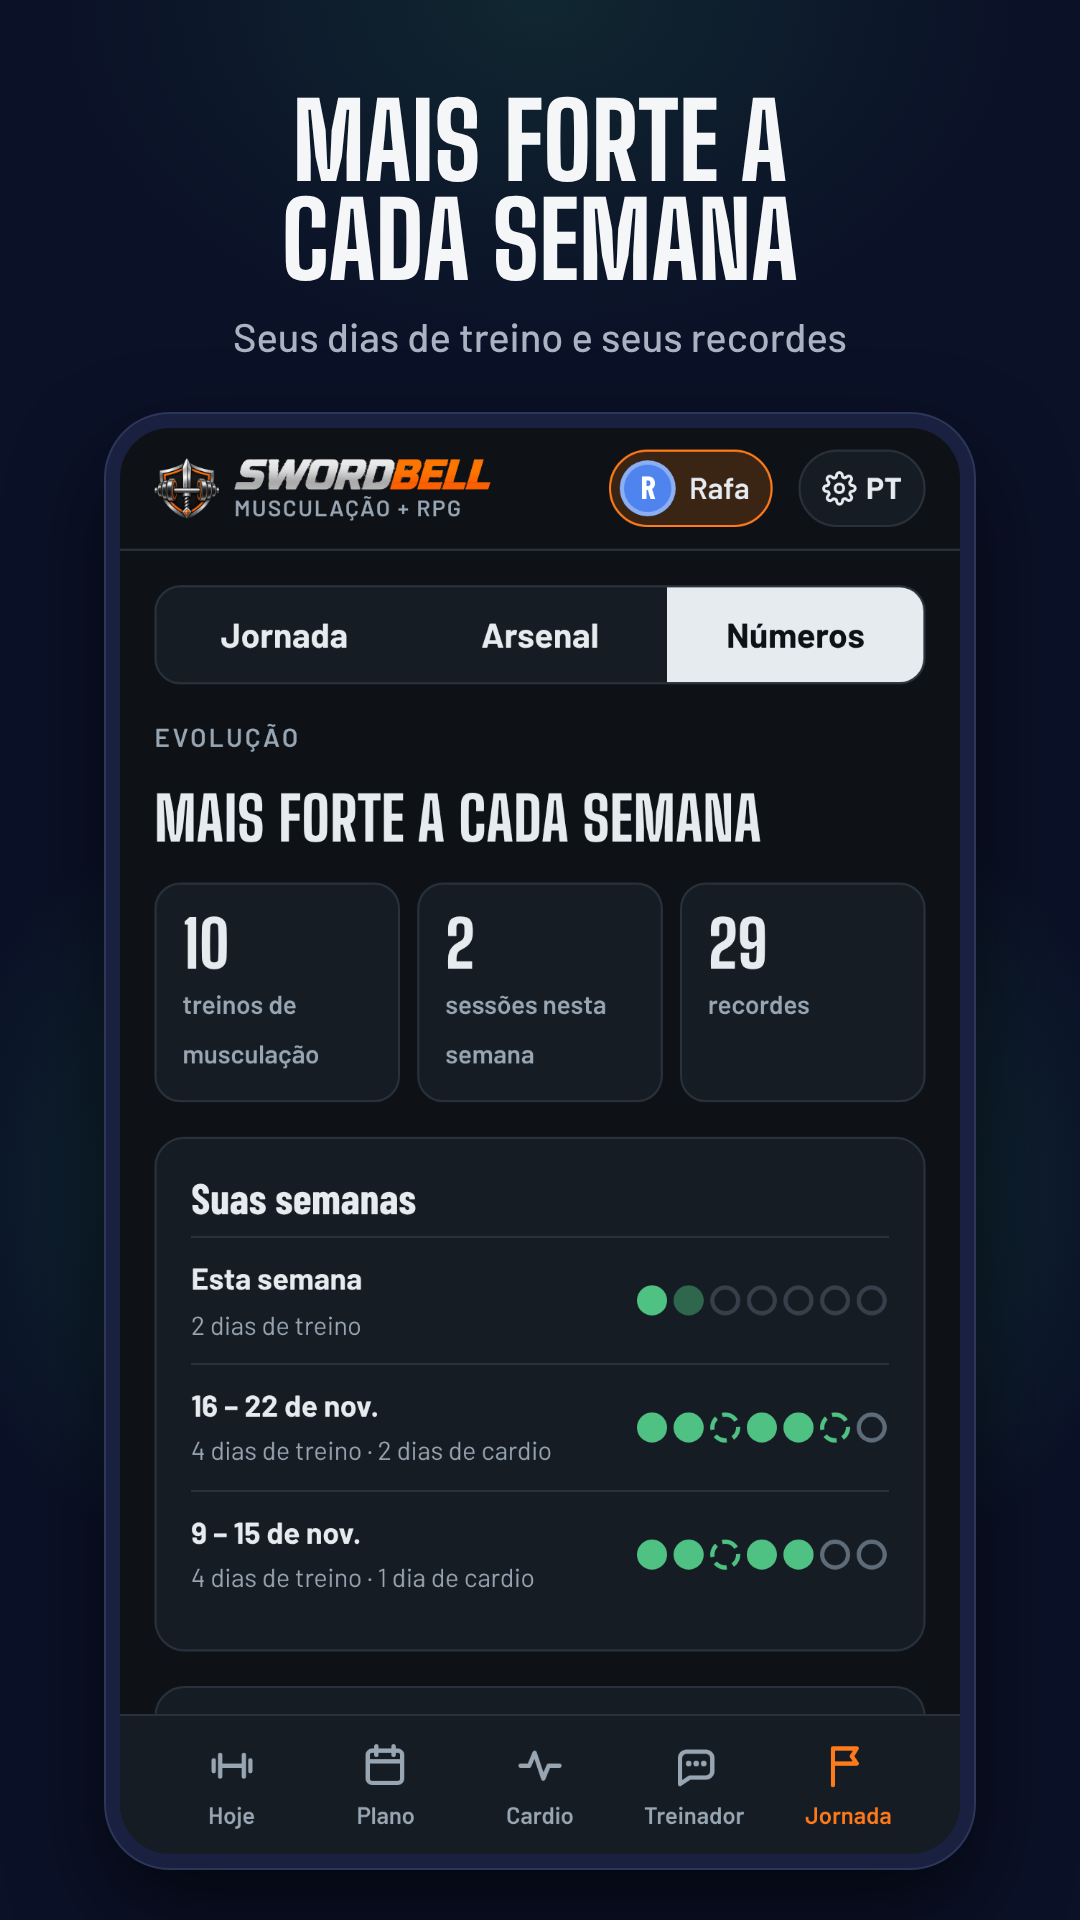 MAIS FORTE A
CADA SEMANA
Seus dias de treino e seus recordes
SWORDBELL
MUSCULAÇÃO + RPG
R
Rafa
PT
Jornada
Arsenal
Números
EVOLUÇÃO
MAIS FORTE A CADA SEMANA
10
treinos de
musculação
2
sessões nesta
semana
29
recordes
Suas semanas
Esta semana
2 dias de treino
16 – 22 de nov.
4 dias de treino · 2 dias de cardio
9 – 15 de nov.
4 dias de treino · 1 dia de cardio
Hoje
Plano
Cardio
Treinador
Jornada